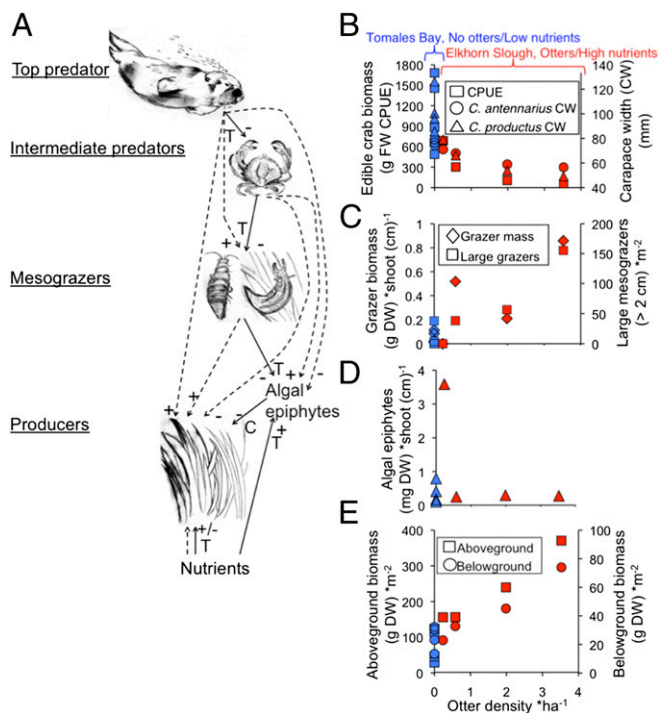 A
Top predator
T
-
Intermediate predators
T
+
-
Mesograzers
T
-
+
+
-
Algal
epiphytes
Producers
+
+
-
-
C
+
T
+/-
T
Nutrients
B
Tomales Bay, No otters/Low nutrients
Elkhorn Slough, Otters/High nutrients
Edible crab biomass
(g FW CPUE)
1800
1500
1200
900
600
300
0
CPUE
C. antennarius CW
C. productus CW
140
120
100
80
60
40
Carapace width (CW)
(mm)
C
Grazer biomass
(g DW) *shoot (cm)-1
1
0.8
0.6
0.4
0.2
0
Grazer mass
Large grazers
200
150
100
50
0
Large mesograzers
(> 2 cm) *m-2
D
Algal epiphytes
(mg DW) *shoot (cm)-1
4
3
2
1
0
E
Aboveground biomass
(g DW) *m-2
400
300
200
100
0
Aboveground
Belowground
100
80
60
40
20
0
Belowground biomass
(g DW) *m-2
0 1 2 3 4
Otter density *ha-1